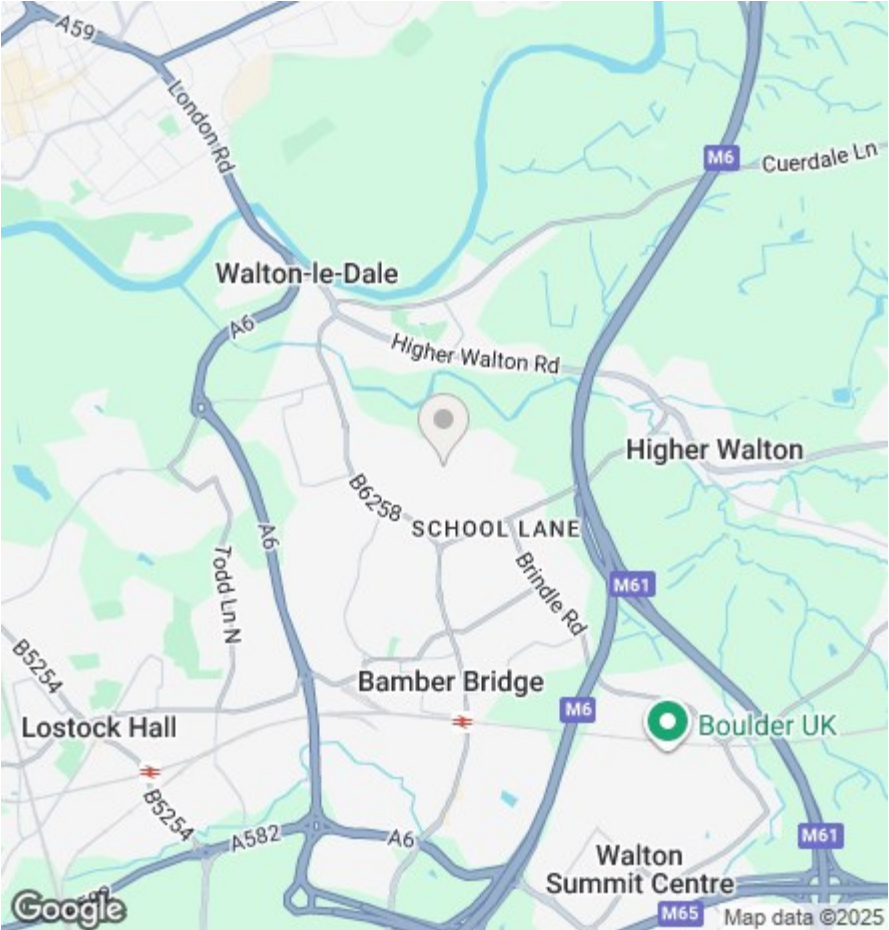 A59
London Rd
M6
Cuerdale Ln
Walton-le-Dale
A6
Higher Walton Rd
Higher Walton
B6258
SCHOOL LANE
A6
Todd Ln N
Brindle Rd
M61
B5254
Bamber Bridge
M6
Lostock Hall
Boulder UK
B5254
A582
A6
M61
Walton
Summit Centre
M65
Google
Map data ©2025